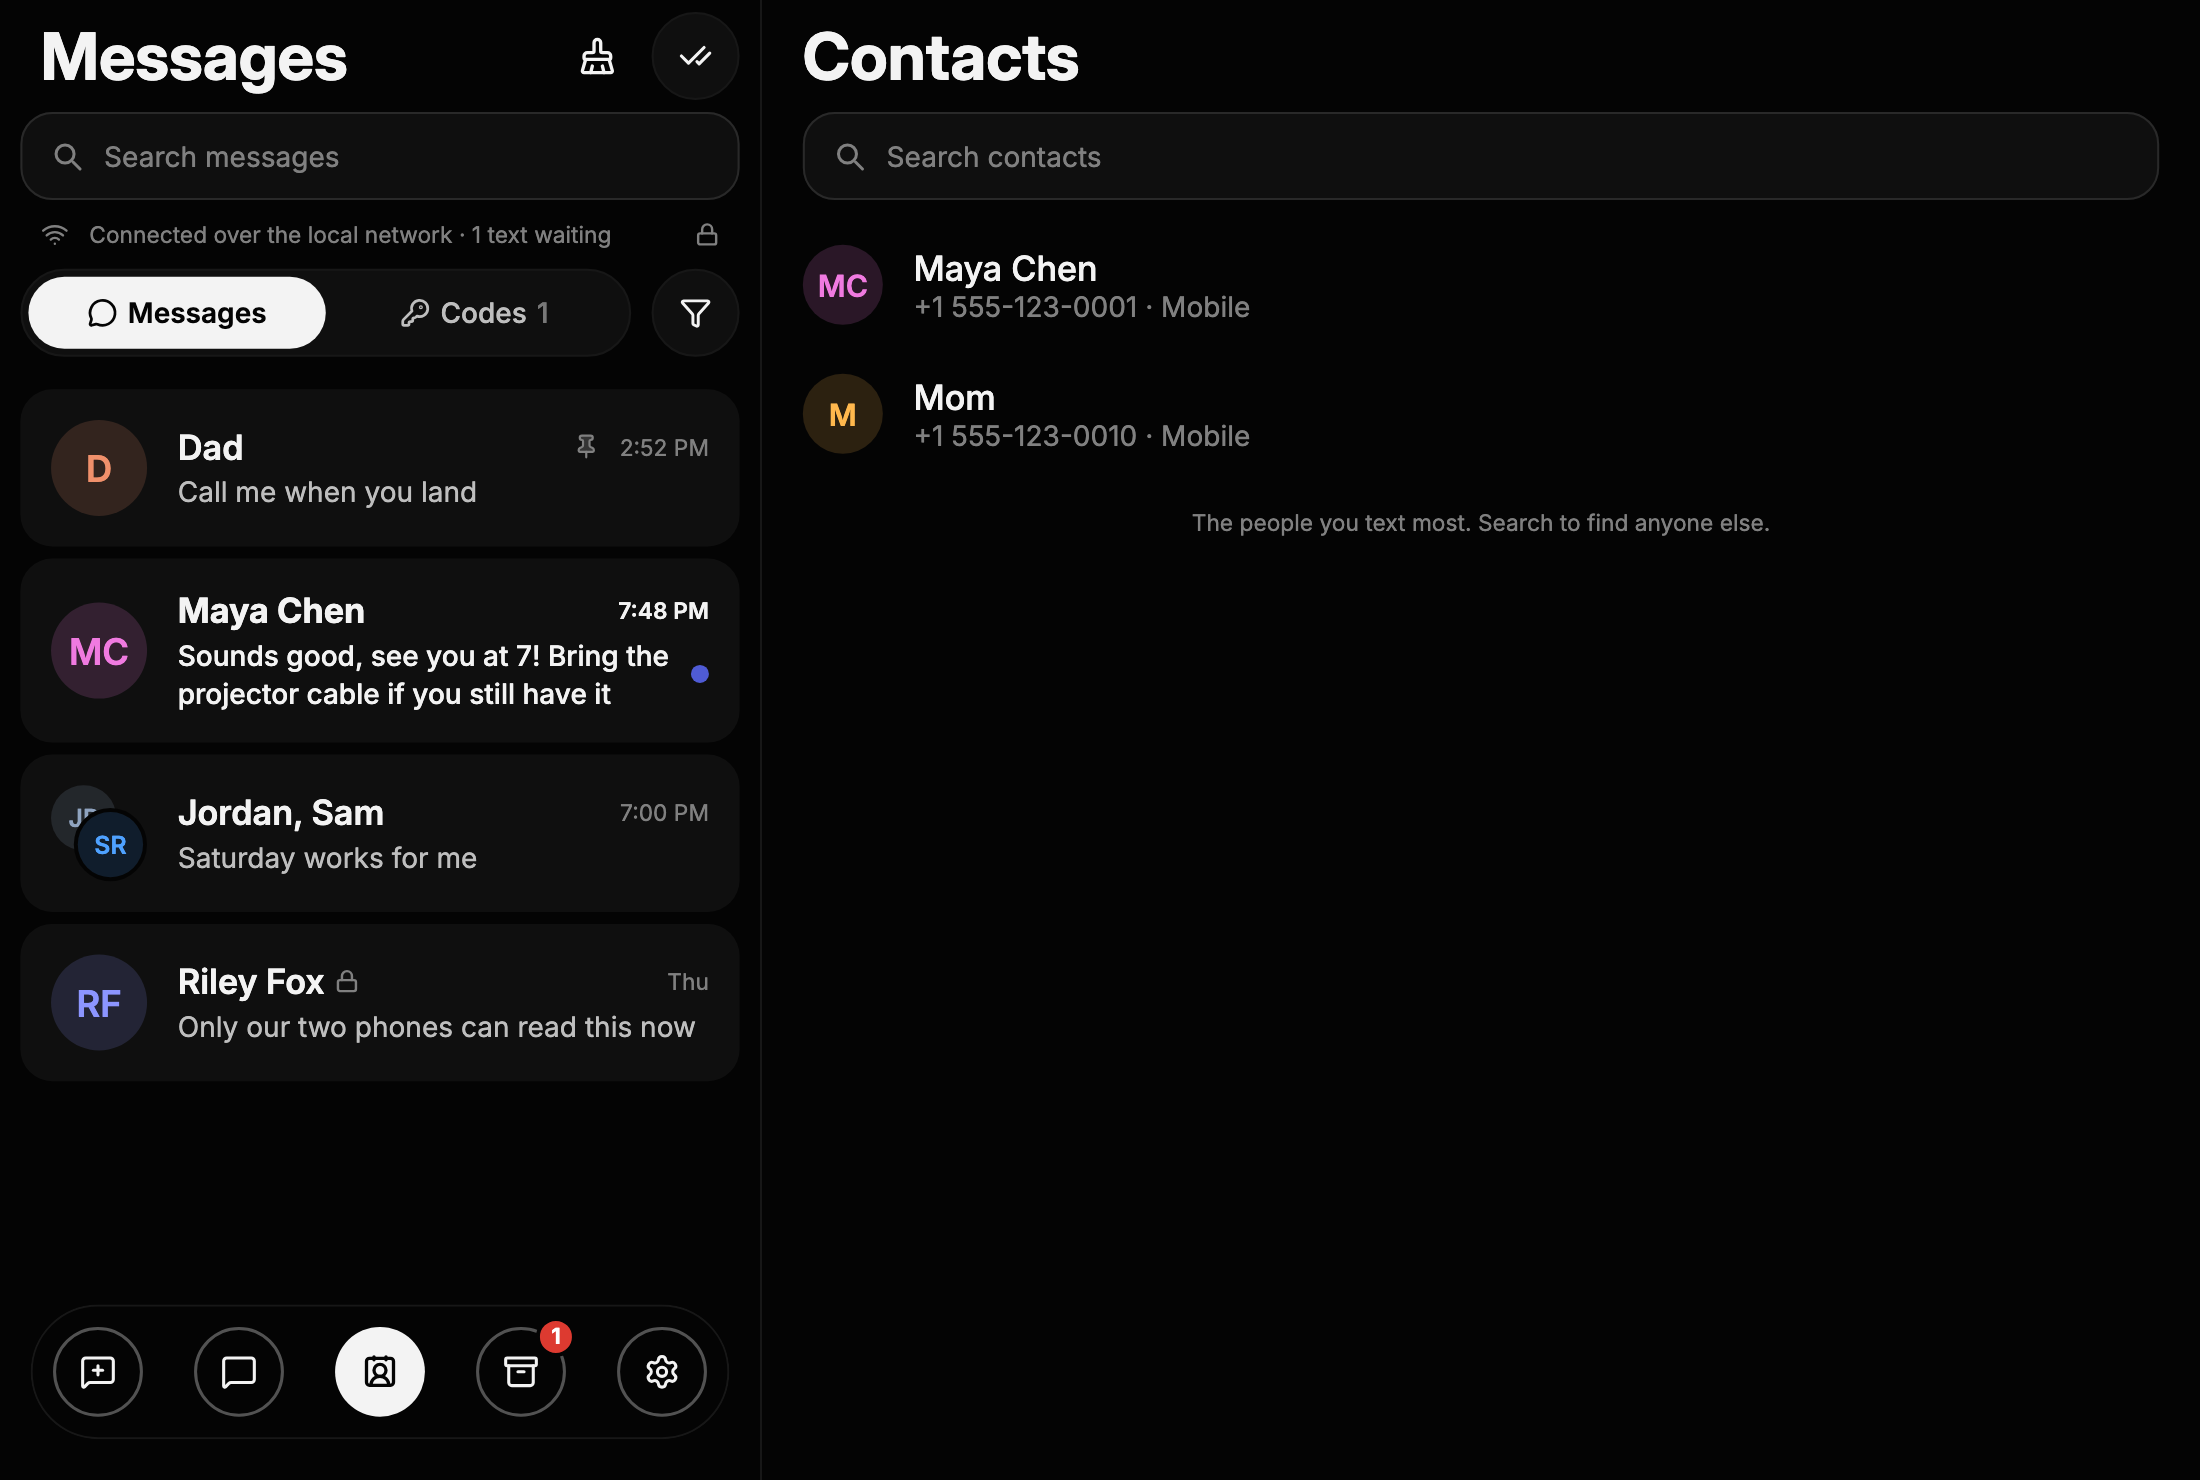 Messages
Search messages
Connected over the local network · 1 text waiting
Messages
Codes 1
D
Dad
2:52 PM
Call me when you land
MC
Maya Chen
7:48 PM
Sounds good, see you at 7! Bring the
projector cable if you still have it
SR
Jordan, Sam
7:00 PM
Saturday works for me
RF
Riley Fox
Thu
Only our two phones can read this now
1
Contacts
Search contacts
MC
Maya Chen
+1 555-123-0001 · Mobile
M
Mom
+1 555-123-0010 · Mobile
The people you text most. Search to find anyone else.